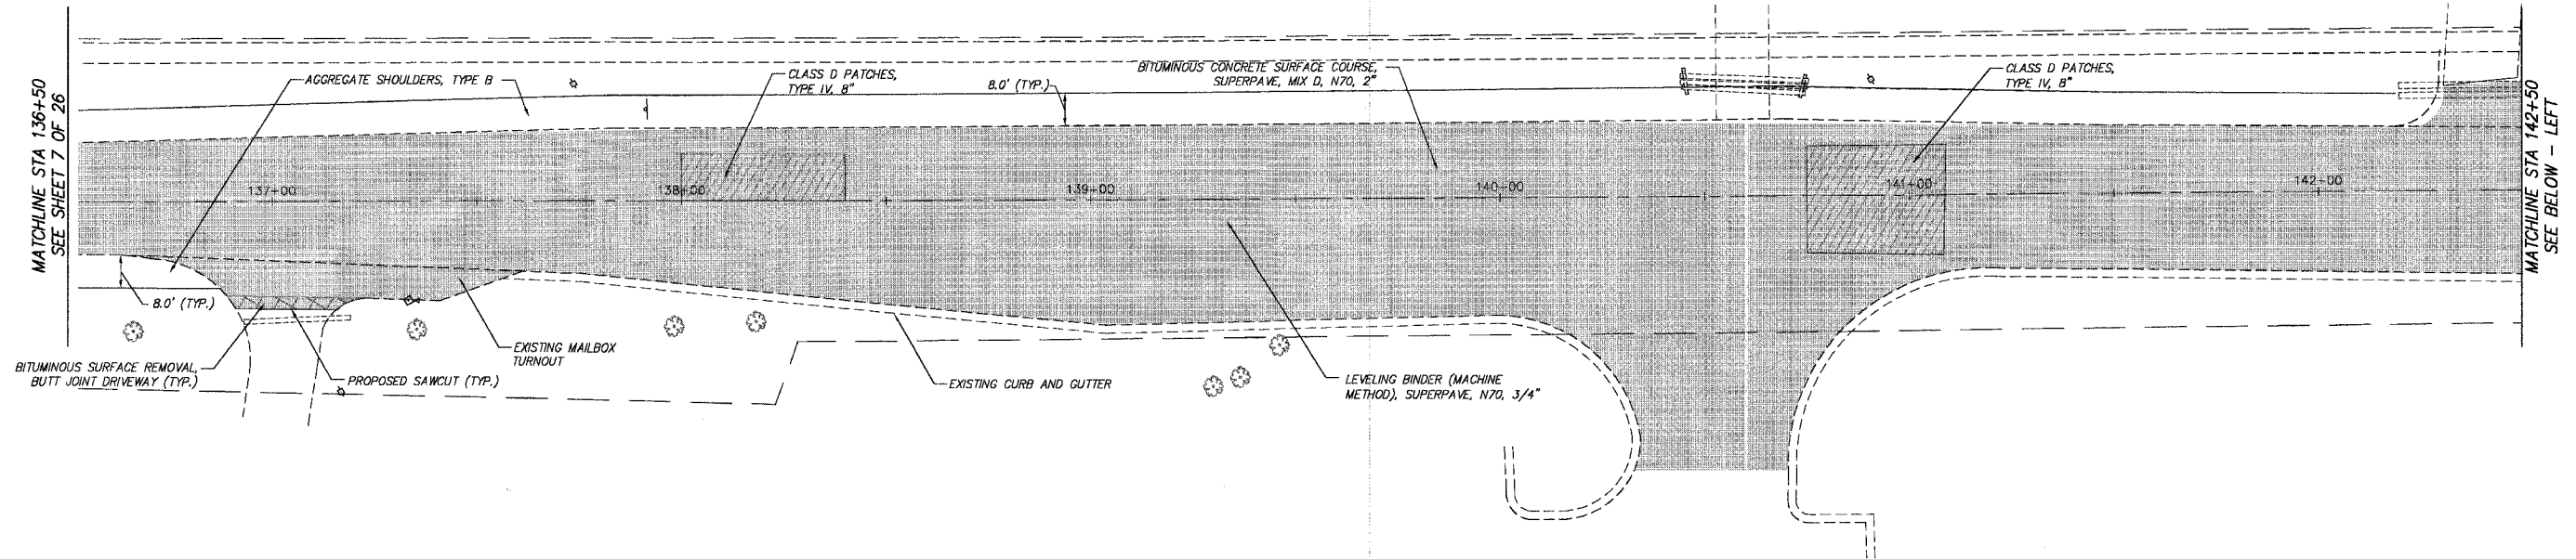 MATCHLINE STA 136+50
SEE SHEET 7 OF 26
AGGREGATE SHOULDERS, TYPE B
CLASS D PATCHES,
TYPE IV, 8"
8.0' (TYP.)
BITUMINOUS CONCRETE SURFACE COURSE,
SUPERPAVE, MIX D, N70, 2"
CLASS D PATCHES,
TYPE IV, 8"
MATCHLINE STA 142+50
SEE BELOW - LEFT
137+00
138+00
139+00
140+00
141+00
142+00
8.0' (TYP.)
BITUMINOUS SURFACE REMOVAL,
BUTT JOINT DRIVEWAY (TYP.)
PROPOSED SAWCUT (TYP.)
EXISTING MAILBOX
TURNOUT
EXISTING CURB AND GUTTER
LEVELING BINDER (MACHINE
METHOD), SUPERPAVE, N70, 3/4"